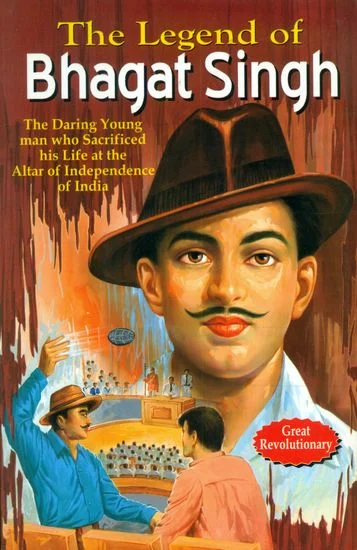 The Legend of
Bhagat Singh
The Daring Young
man who Sacrificed
his Life at the
Altar of Independence
of India
Great
Revolutionary